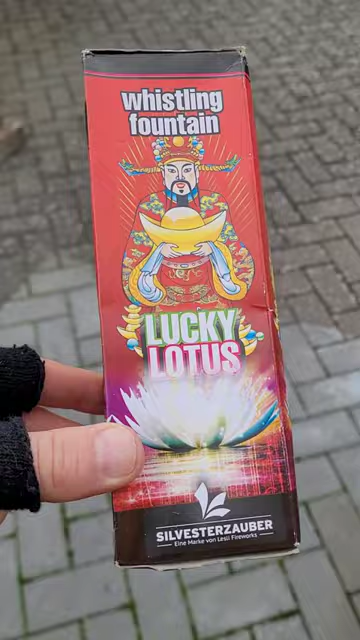 whistling
fountain
LUCKY
LOTUS
SILVESTERZAUBER
Eine Marke von Lesli Fireworks